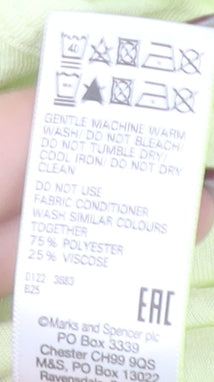 40
GENTLE MACHINE WARM
WASH/ DO NOT BLEACH/
DO NOT TUMBLE DRY/
COOL IRON/ DO NOT DRY
CLEAN
DO NOT USE
FABRIC CONDITIONER
WASH SIMILAR COLOURS
TOGETHER
75% POLYESTER
25% VISCOSE
0122 3883
B25
EAC
©Marks and Spencer plc
PO Box 3339
Chester CH99 9QS
M&S, PO Box 13022